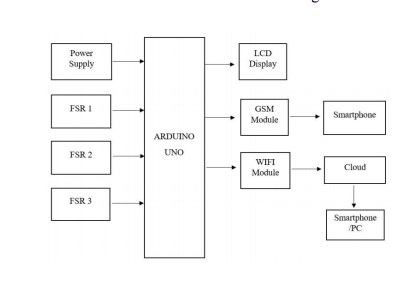 Power
Supply
FSR 1
FSR 2
FSR 3
ARDUINO
UNO
LCD
Display
GSM
Module
Smartphone
WIFI
Module
Cloud
Smartphone
/PC